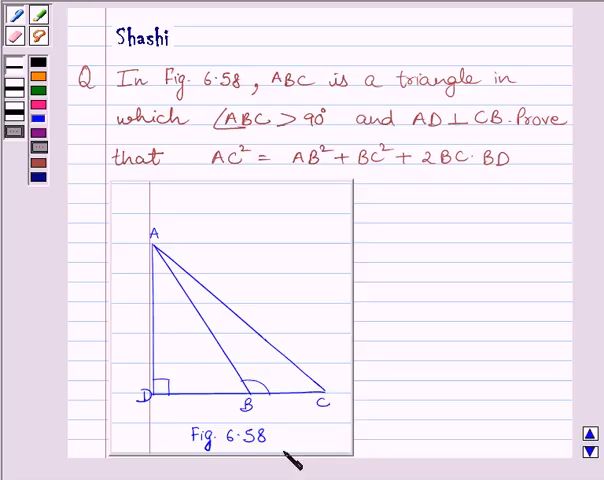 Shashi
Q In Fig. 6.58, ABC is a triangle in
which ∠ABC > 90° and AD ⊥ CB. Prove
that AC² = AB² + BC² + 2BC · BD
A
D
B
C
Fig. 6.58